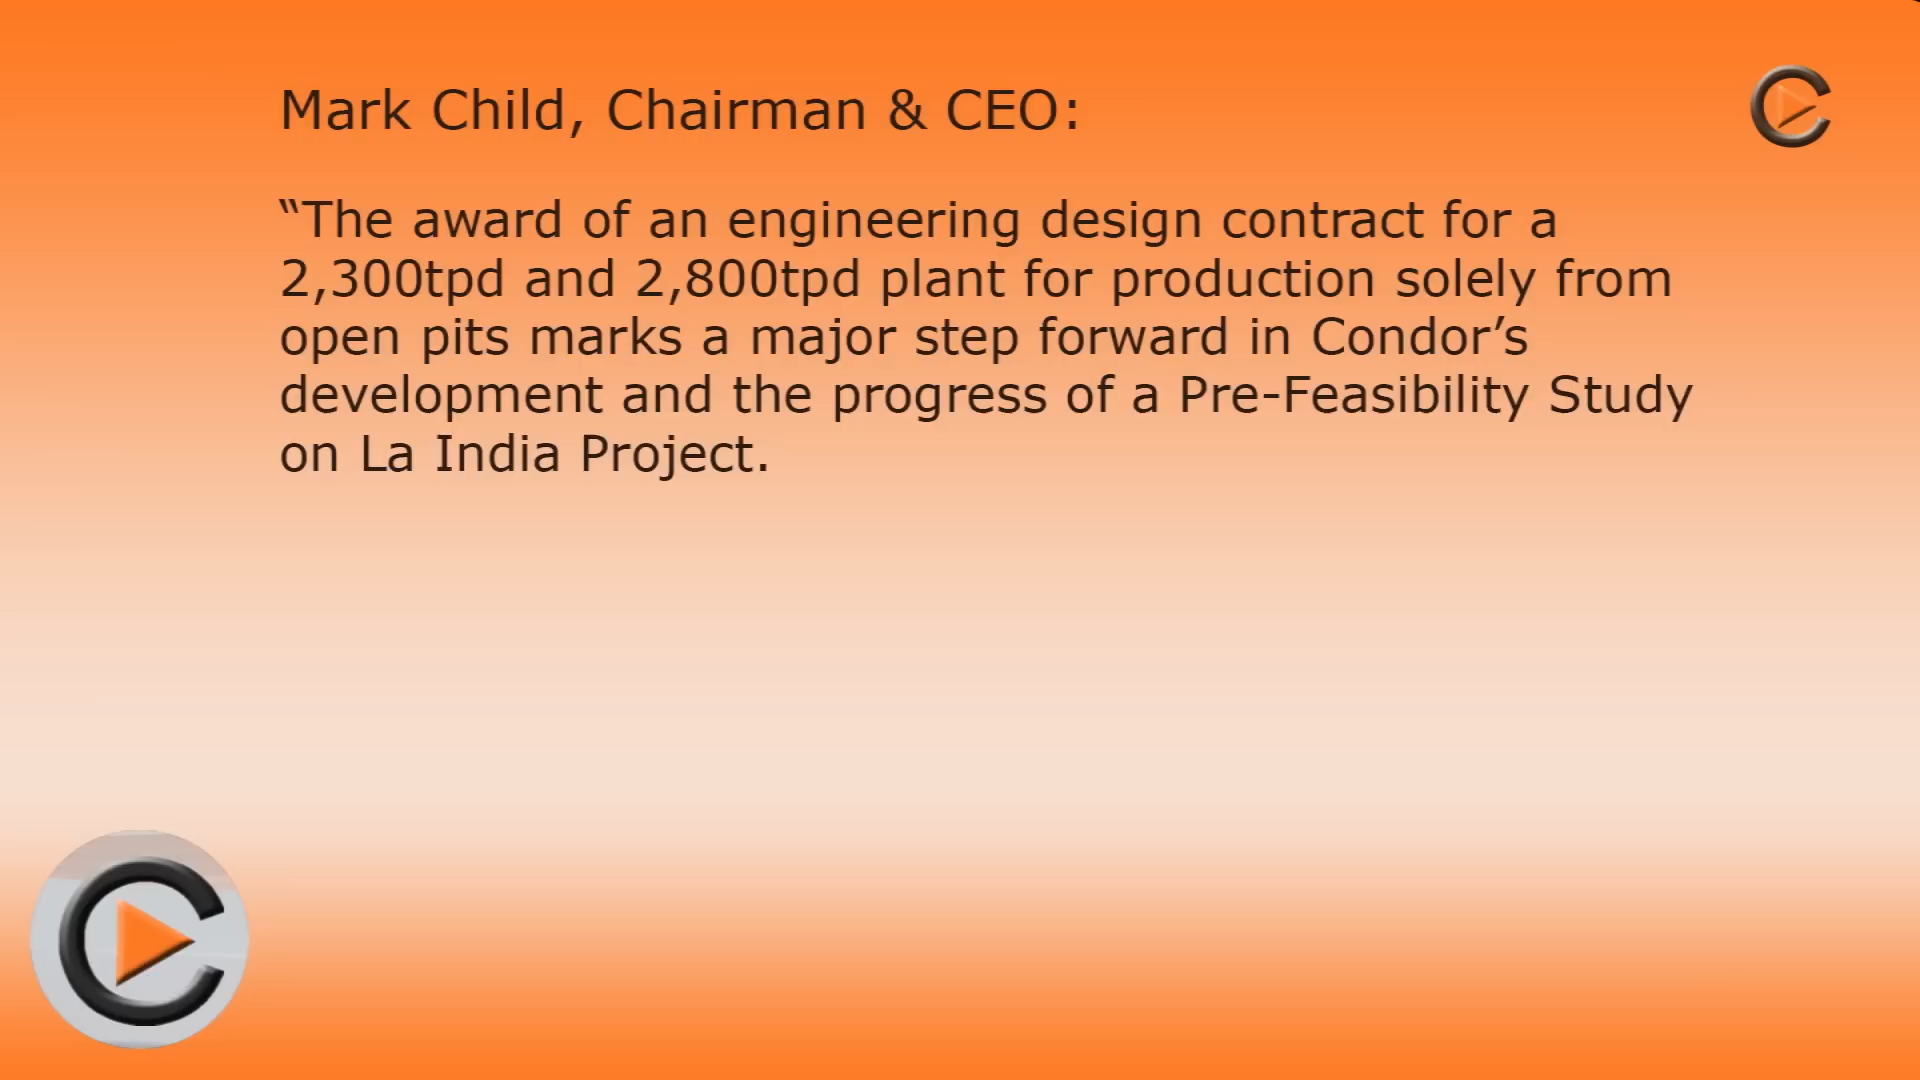 Mark Child, Chairman & CEO:
“The award of an engineering design contract for a
2,300tpd and 2,800tpd plant for production solely from
open pits marks a major step forward in Condor’s
development and the progress of a Pre-Feasibility Study
on La India Project.